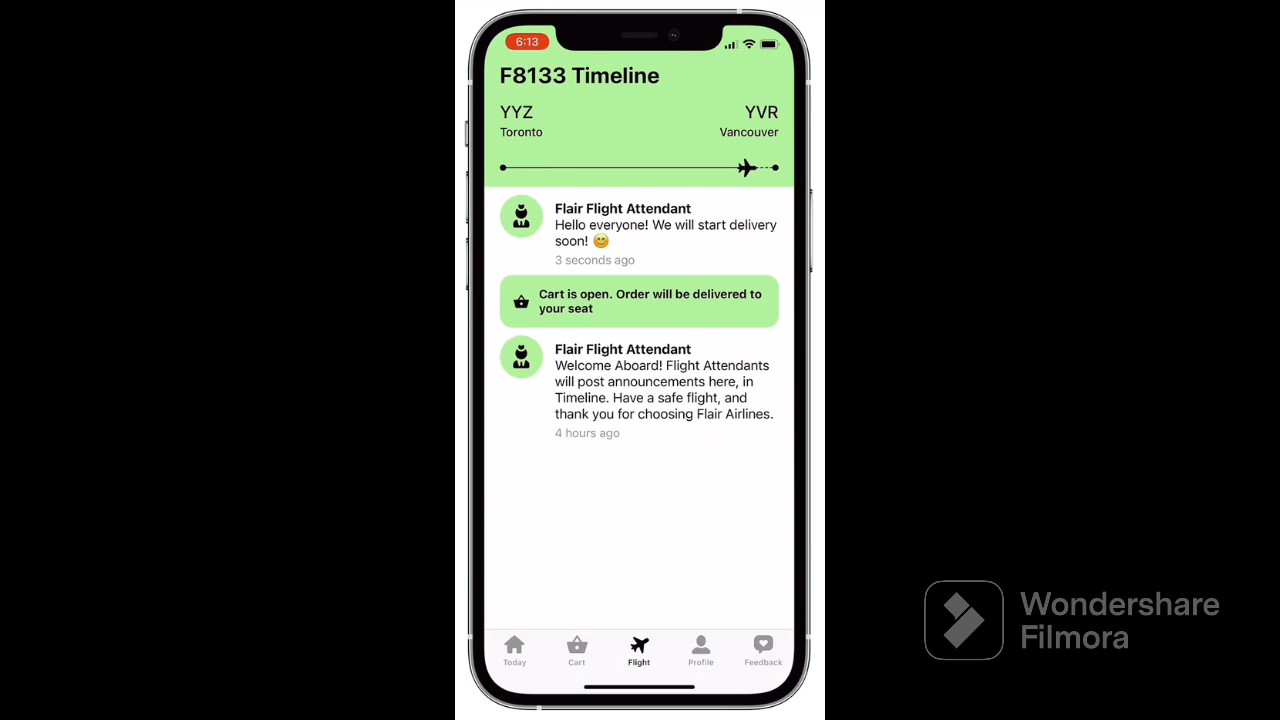 6:13
F8133 Timeline
YYZ
YVR
Toronto
Vancouver
Flair Flight Attendant
Hello everyone! We will start delivery
soon! 😊
3 seconds ago
Cart is open. Order will be delivered to
your seat
Flair Flight Attendant
Welcome Aboard! Flight Attendants
will post announcements here, in
Timeline. Have a safe flight, and
thank you for choosing Flair Airlines.
4 hours ago
Today
Cart
Flight
Profile
Feedback
Wondershare
Filmora